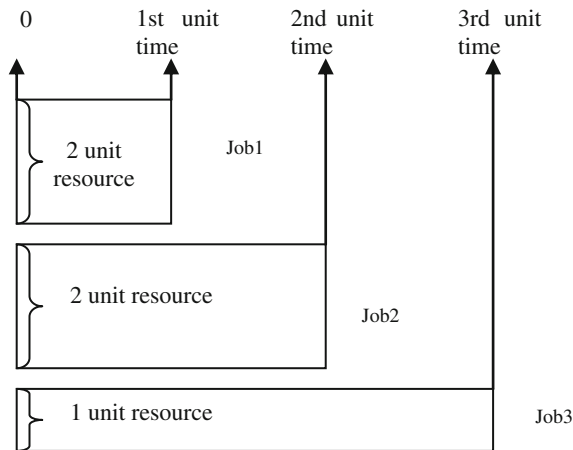 0
1st unit
time
2nd unit
time
3rd unit
time
2 unit
resource
Job1
2 unit resource
Job2
1 unit resource
Job3